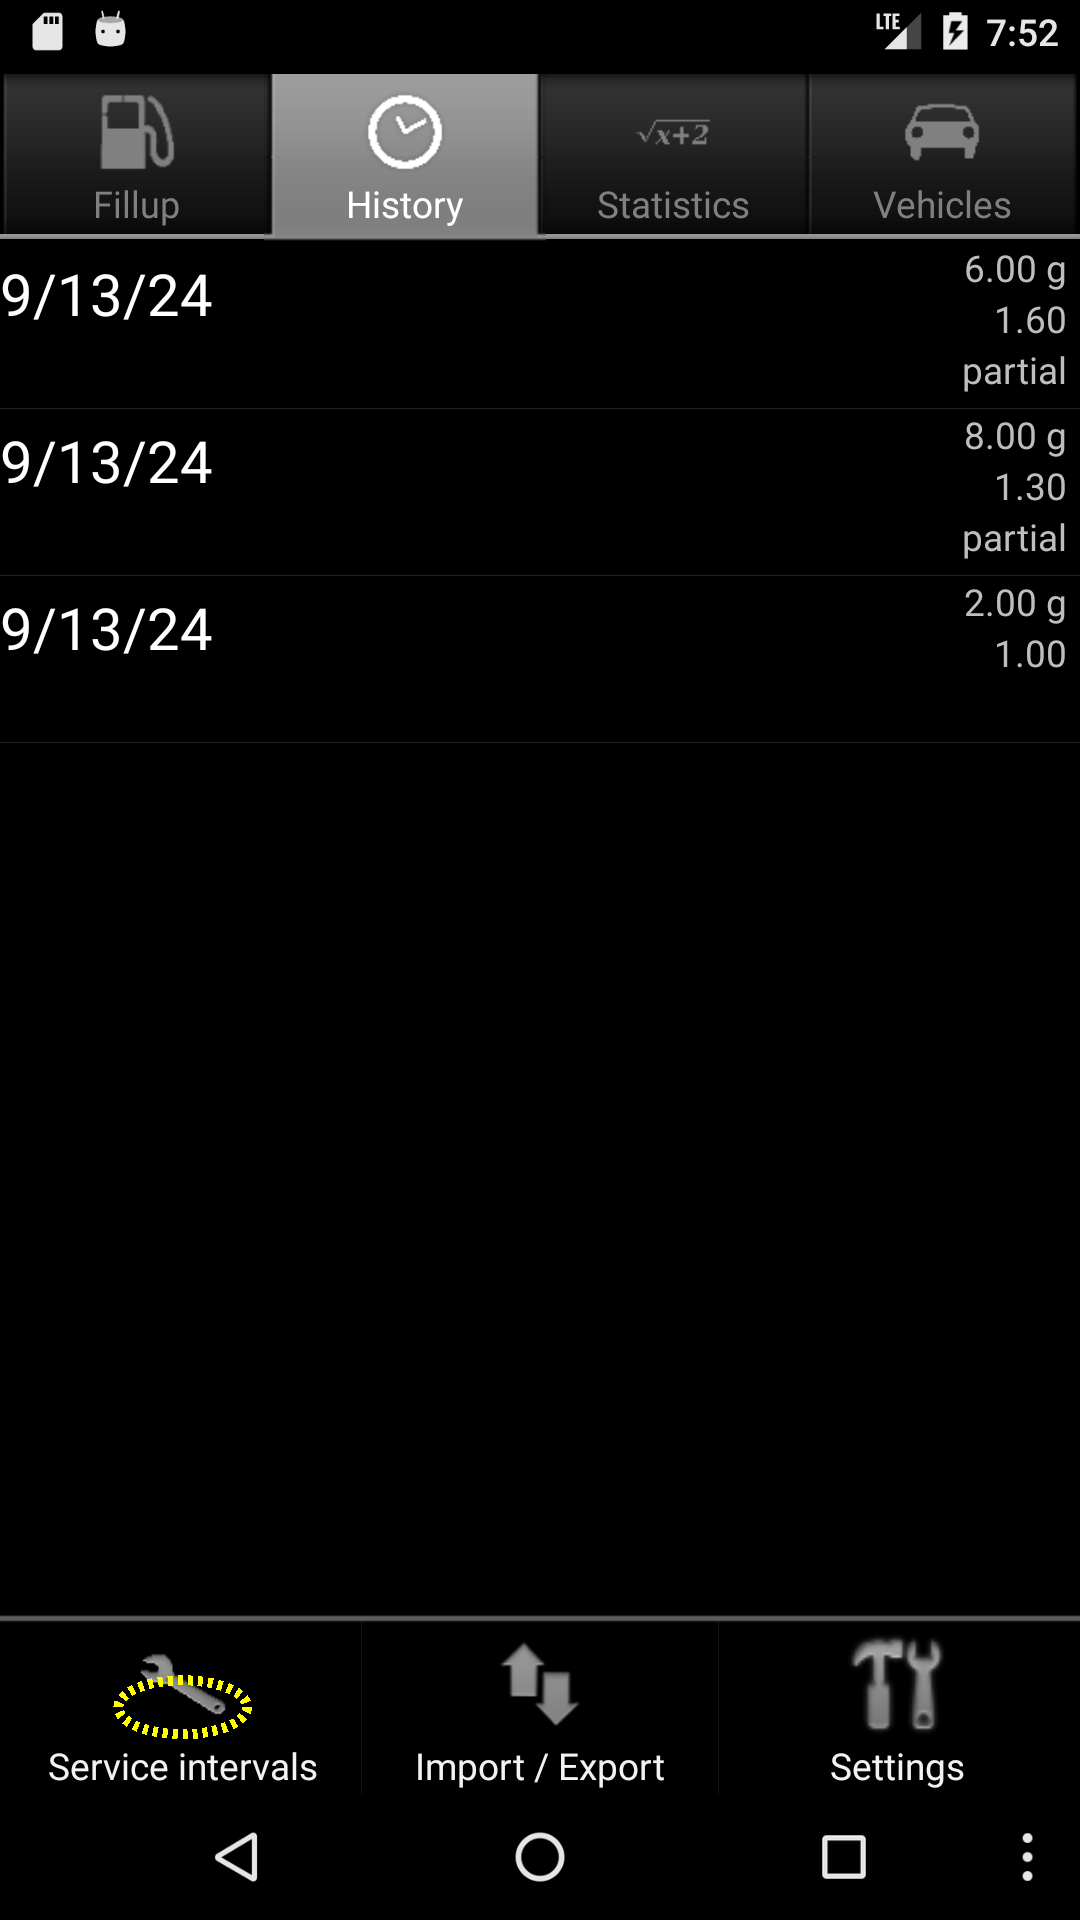 LTE 7:52
Fillup History √x+2 Statistics Vehicles
9/13/24
6.00 g
1.60
partial
9/13/24
8.00 g
1.30
partial
9/13/24
2.00 g
1.00
Service intervals Import / Export Settings